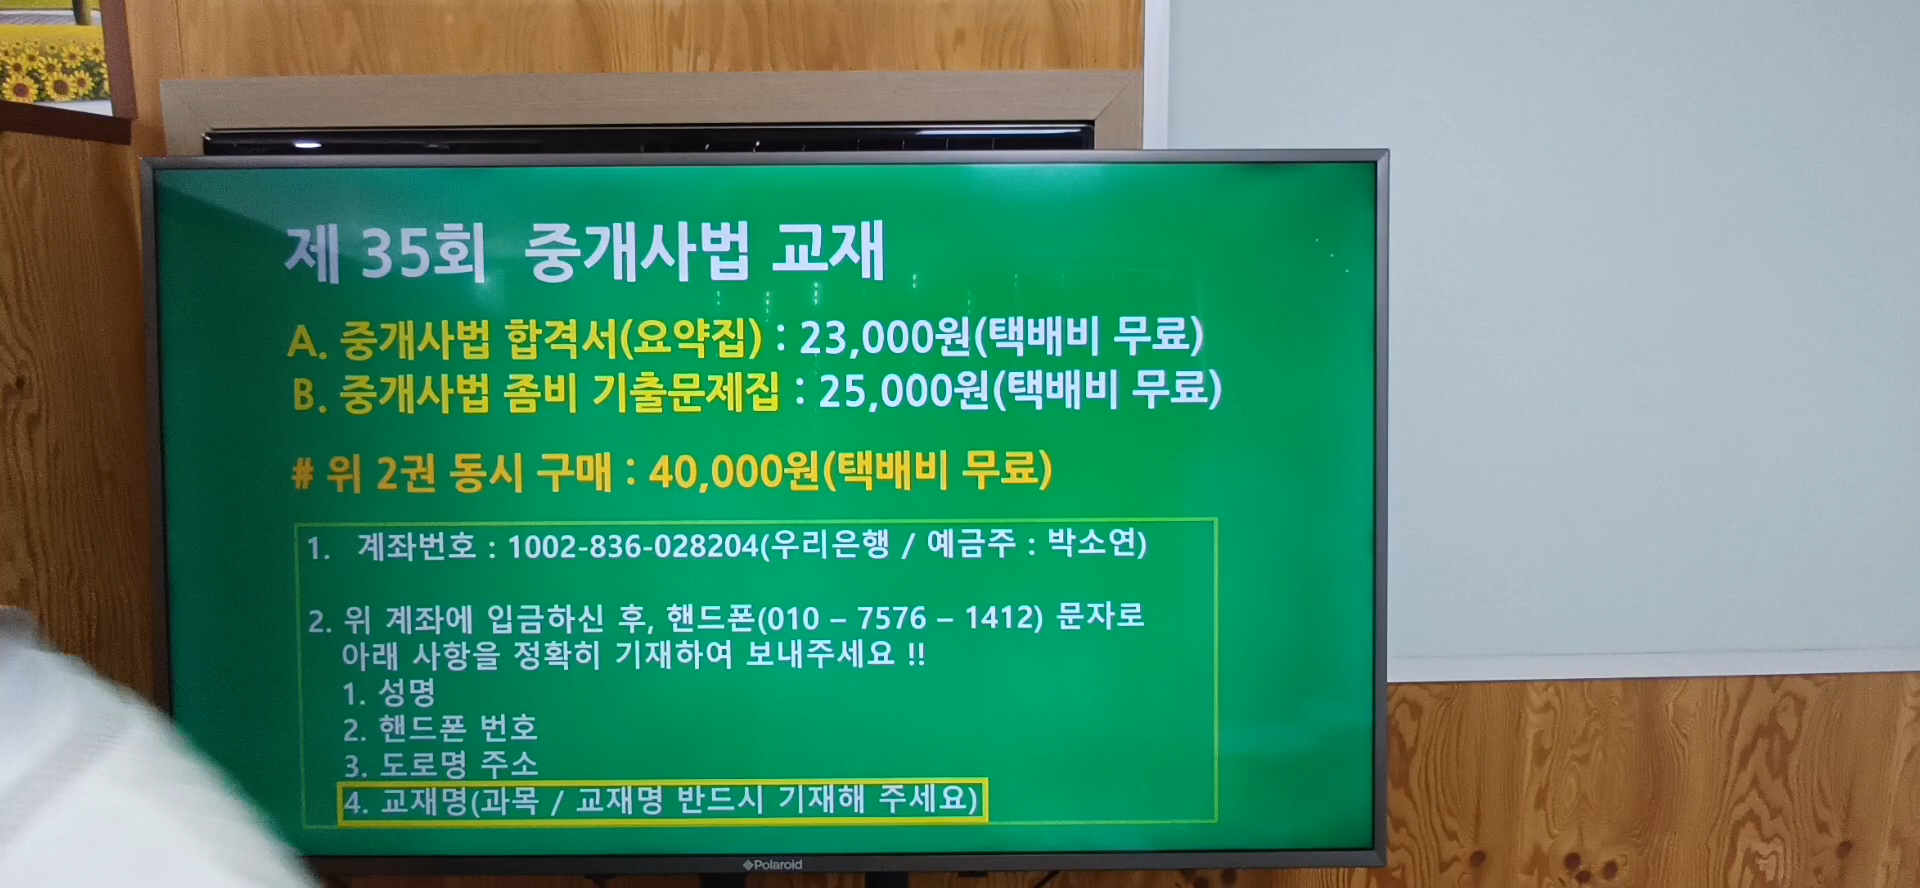 제 35회 중개사법 교재
A. 중개사법 합격서(요약집) : 23,000원(택배비 무료)
B. 중개사법 좀비 기출문제집 : 25,000원(택배비 무료)
# 위 2권 동시 구매 : 40,000원(택배비 무료)
1. 계좌번호 : 1002-836-028204(우리은행 / 예금주 : 박소연)
2. 위 계좌에 입금하신 후, 핸드폰(010 – 7576 – 1412) 문자로
아래 사항을 정확히 기재하여 보내주세요 !!
1. 성명
2. 핸드폰 번호
3. 도로명 주소
4. 교재명(과목 / 교재명 반드시 기재해 주세요)
Polaroid